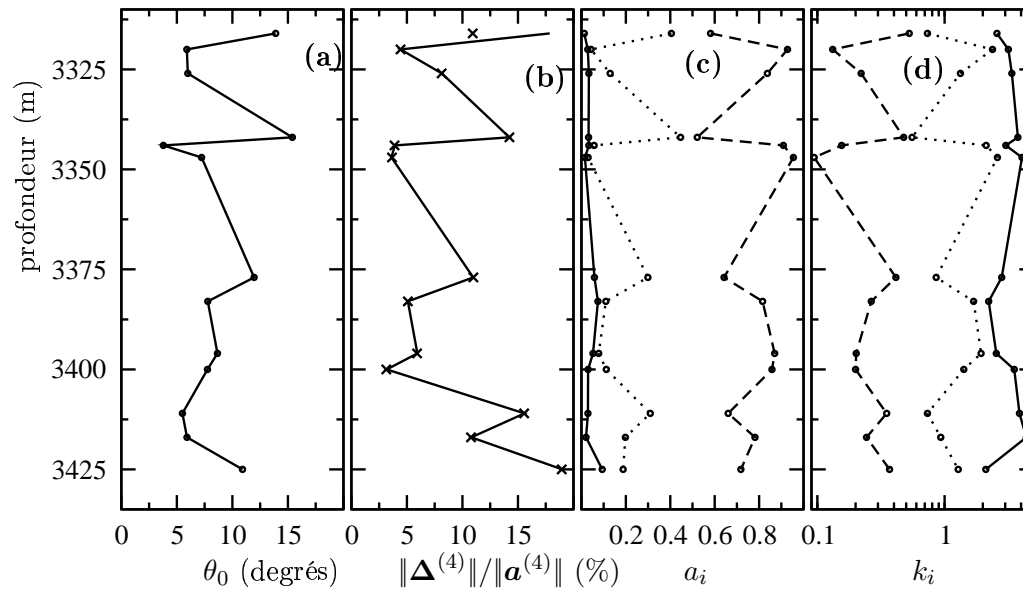 (a)
(b)
(c)
(d)
profondeur (m)
3325
3350
3375
3400
3425
0 5 10 15 0 5 10 15 0.2 0.4 0.6 0.8 0.1 1
θ₀ (degrés) ‖Δ⁽⁴⁾‖/‖a⁽⁴⁾‖ (%) aᵢ kᵢ